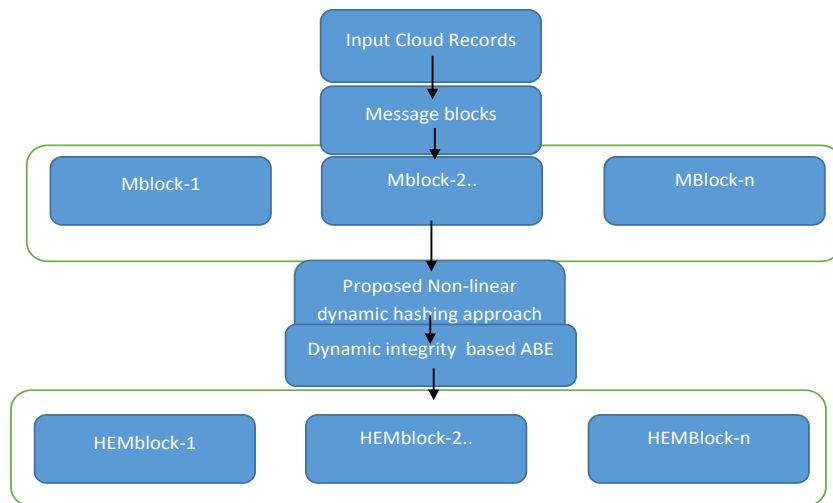 Input Cloud Records
Message blocks
Mblock-1
Mblock-2..
MBlock-n
Proposed Non-linear
dynamic hashing approach
Dynamic integrity  based ABE
HEMblock-1
HEMblock-2..
HEMBlock-n